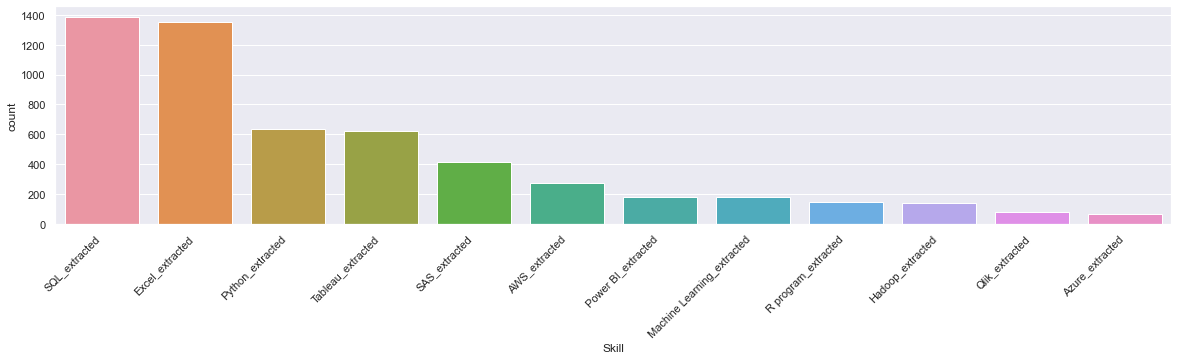 1400
1200
1000
800
600
400
200
0
count
SQL_extracted
Excel_extracted
Python_extracted
Tableau_extracted
SAS_extracted
AWS_extracted
Power BI_extracted
Machine Learning_extracted
R program_extracted
Hadoop_extracted
Qlik_extracted
Azure_extracted
Skill